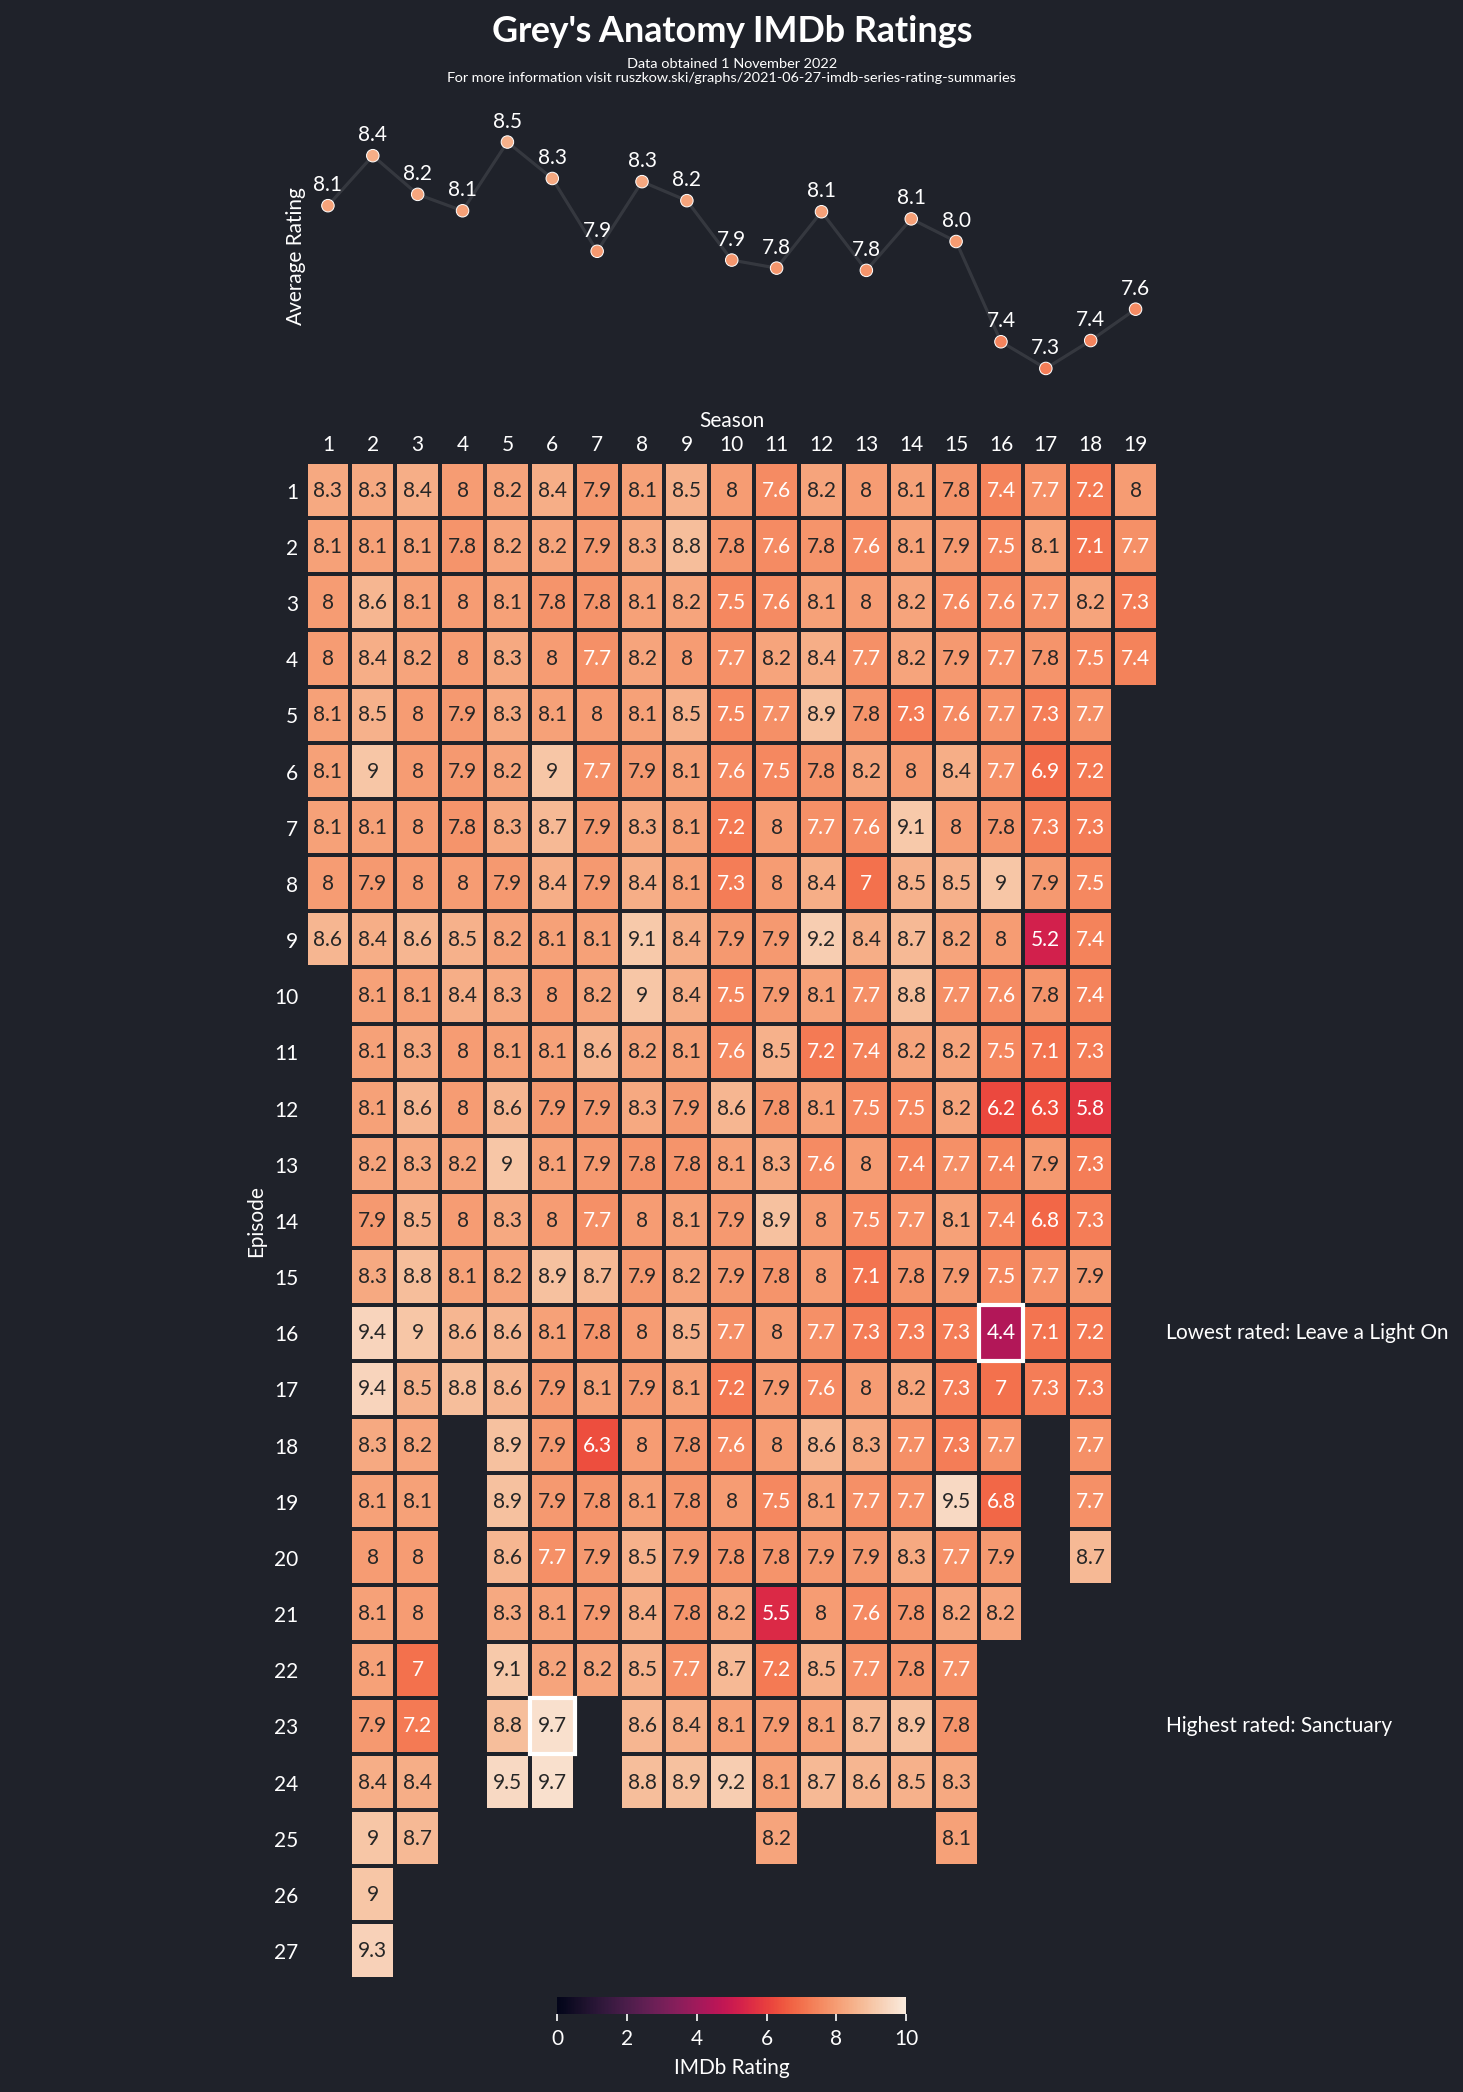 Grey's Anatomy IMDb Ratings
Data obtained 1 November 2022
For more information visit ruszkow.ski/graphs/2021-06-27-imdb-series-rating-summaries
Average Rating
8.1 8.4 8.2 8.1 8.5 8.3 7.9 8.3 8.2 7.9 7.8 8.1 7.8 8.1 8.0 7.4 7.3 7.4 7.6
Season
1 2 3 4 5 6 7 8 9 10 11 12 13 14 15 16 17 18 19
1 8.3 8.3 8.4 8 8.2 8.4 7.9 8.1 8.5 8 7.6 8.2 8 8.1 7.8 7.4 7.7 7.2 8
2 8.1 8.1 8.1 7.8 8.2 8.2 7.9 8.3 8.8 7.8 7.6 7.8 7.6 8.1 7.9 7.5 8.1 7.1 7.7
3 8 8.6 8.1 8 8.1 7.8 7.8 8.1 8.2 7.5 7.6 8.1 8 8.2 7.6 7.6 7.7 8.2 7.3
4 8 8.4 8.2 8 8.3 8 7.7 8.2 8 7.7 8.2 8.4 7.7 8.2 7.9 7.7 7.8 7.5 7.4
5 8.1 8.5 8 7.9 8.3 8.1 8 8.1 8.5 7.5 7.7 8.9 7.8 7.3 7.6 7.7 7.3 7.7
6 8.1 9 8 7.9 8.2 9 7.7 7.9 8.1 7.6 7.5 7.8 8.2 8 8.4 7.7 6.9 7.2
7 8.1 8.1 8 7.8 8.3 8.7 7.9 8.3 8.1 7.2 8 7.7 7.6 9.1 8 7.8 7.3 7.3
8 8 7.9 8 8 7.9 8.4 7.9 8.4 8.1 7.3 8 8.4 7 8.5 8.5 9 7.9 7.5
9 8.6 8.4 8.6 8.5 8.2 8.1 8.1 9.1 8.4 7.9 7.9 9.2 8.4 8.7 8.2 8 5.2 7.4
10 8.1 8.1 8.4 8.3 8 8.2 9 8.4 7.5 7.9 8.1 7.7 8.8 7.7 7.6 7.8 7.4
11 8.1 8.3 8 8.1 8.1 8.6 8.2 8.1 7.6 8.5 7.2 7.4 8.2 8.2 7.5 7.1 7.3
12 8.1 8.6 8 8.6 7.9 7.9 8.3 7.9 8.6 7.8 8.1 7.5 7.5 8.2 6.2 6.3 5.8
13 8.2 8.3 8.2 9 8.1 7.9 7.8 7.8 8.1 8.3 7.6 8 7.4 7.7 7.4 7.9 7.3
Episode
14 7.9 8.5 8 8.3 8 7.7 8 8.1 7.9 8.9 8 7.5 7.7 8.1 7.4 6.8 7.3
15 8.3 8.8 8.1 8.2 8.9 8.7 7.9 8.2 7.9 7.8 8 7.1 7.8 7.9 7.5 7.7 7.9
16 9.4 9 8.6 8.6 8.1 7.8 8 8.5 7.7 8 7.7 7.3 7.3 7.3 4.4 7.1 7.2 Lowest rated: Leave a Light On
17 9.4 8.5 8.8 8.6 7.9 8.1 7.9 8.1 7.2 7.9 7.6 8 8.2 7.3 7 7.3 7.3
18 8.3 8.2 8.9 7.9 6.3 8 7.8 7.6 8 8.6 8.3 7.7 7.3 7.7 7.7
19 8.1 8.1 8.9 7.9 7.8 8.1 7.8 8 7.5 8.1 7.7 7.7 9.5 6.8 7.7
20 8 8 8.6 7.7 7.9 8.5 7.9 7.8 7.8 7.9 7.9 8.3 7.7 7.9 8.7
21 8.1 8 8.3 8.1 7.9 8.4 7.8 8.2 5.5 8 7.6 7.8 8.2 8.2
22 8.1 7 9.1 8.2 8.2 8.5 7.7 8.7 7.2 8.5 7.7 7.8 7.7
23 7.9 7.2 8.8 9.7 8.6 8.4 8.1 7.9 8.1 8.7 8.9 7.8 Highest rated: Sanctuary
24 8.4 8.4 9.5 9.7 8.8 8.9 9.2 8.1 8.7 8.6 8.5 8.3
25 9 8.7 8.2 8.1
26 9
27 9.3
0 2 4 6 8 10
IMDb Rating